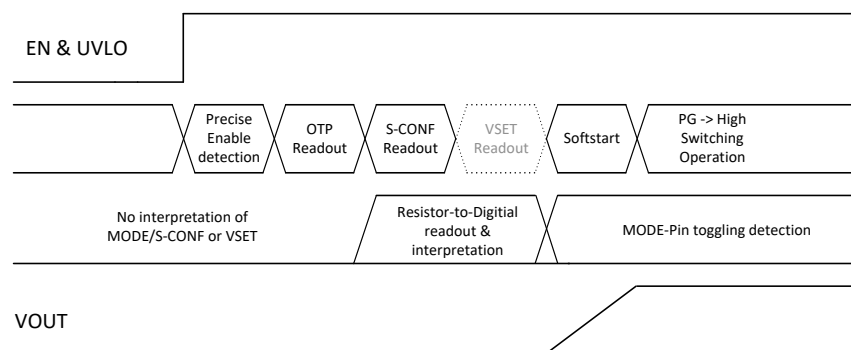 EN & UVLO
Precise
Enable
detection
OTP
Readout
S-CONF
Readout
VSET
Readout
Softstart
PG -> High
Switching
Operation
No interpretation of
MODE/S-CONF or VSET
Resistor-to-Digitial
readout &
interpretation
MODE-Pin toggling detection
VOUT